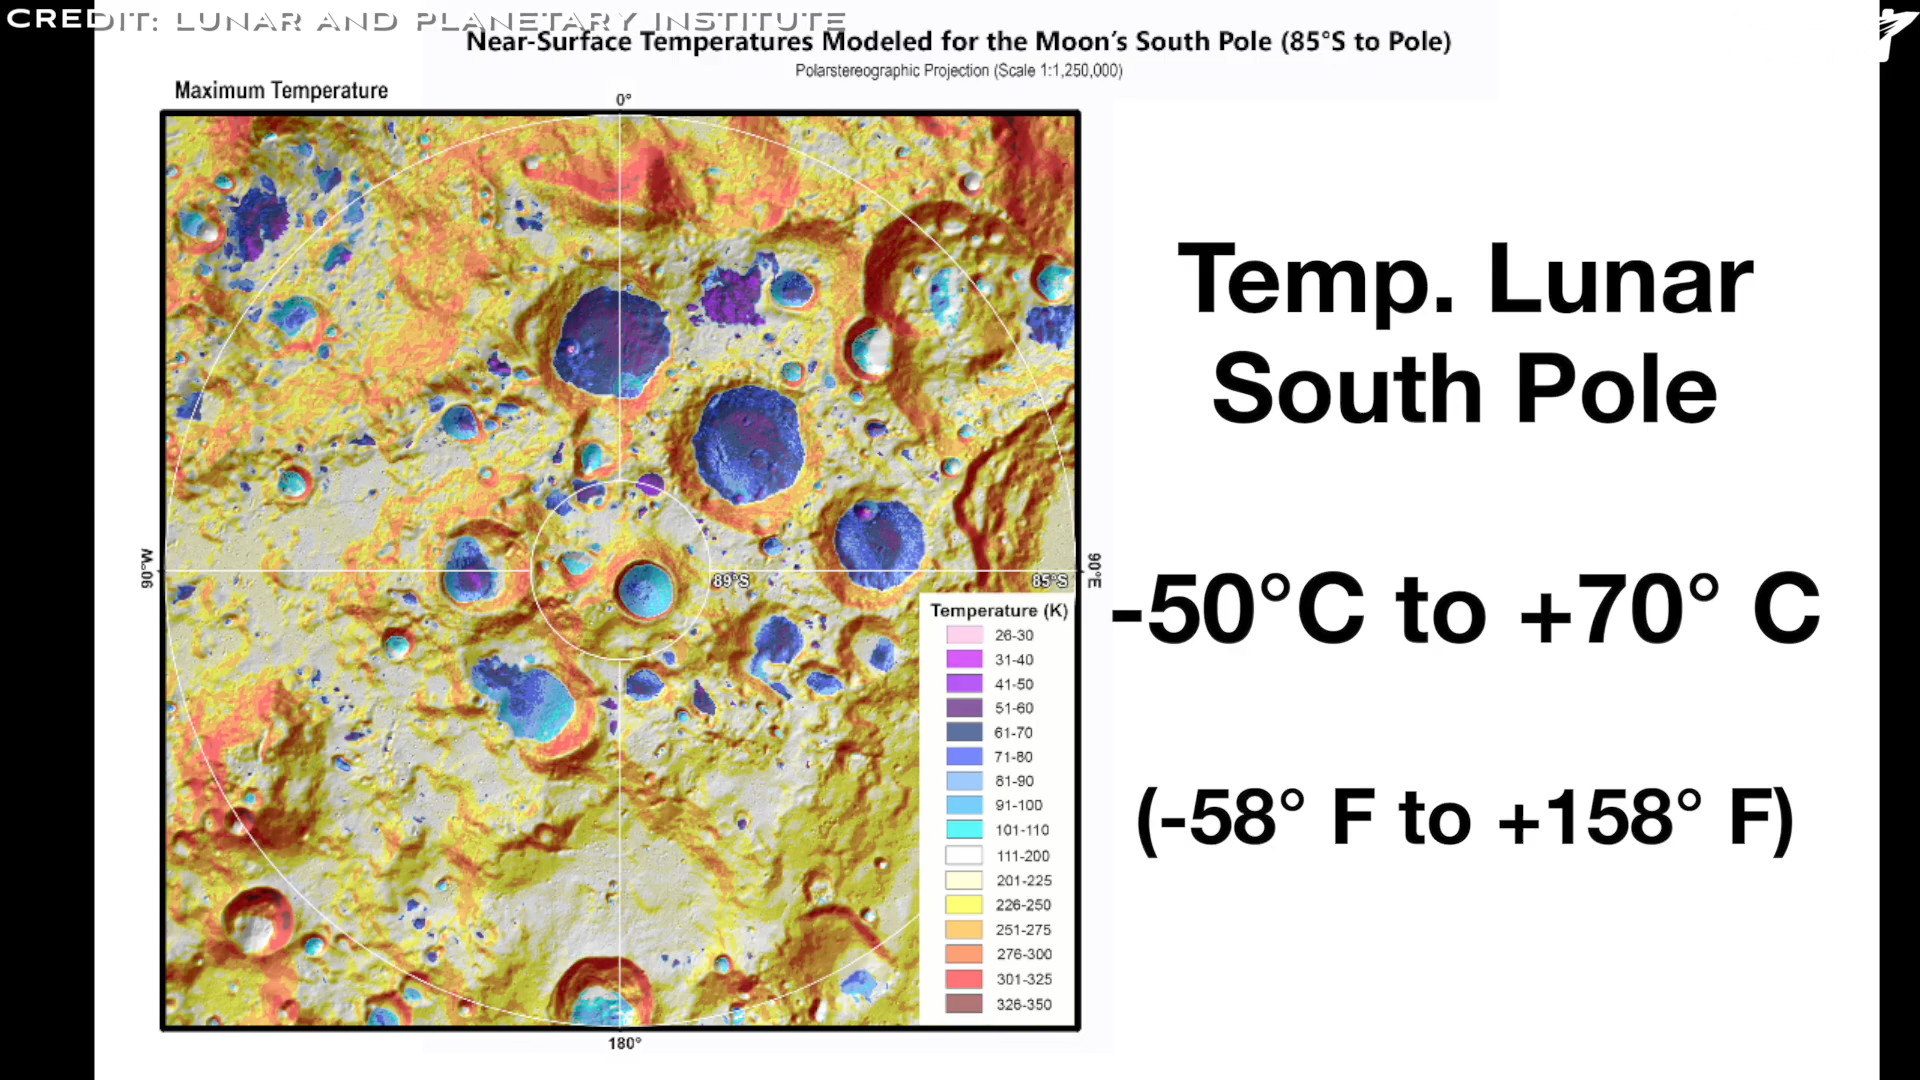 CREDIT: LUNAR AND PLANETARY INSTITUTE
Near-Surface Temperatures Modeled for the Moon's South Pole (85°S to Pole)
Polarstereographic Projection (Scale 1:1,250,000)
Maximum Temperature
0°
90°W
89°S
85°S
90°E
180°
Temperature (K)
26-30
31-40
41-50
51-60
61-70
71-80
81-90
91-100
101-110
111-200
201-225
226-250
251-275
276-300
301-325
326-350
Temp. Lunar
South Pole
-50°C to +70° C
(-58° F to +158° F)